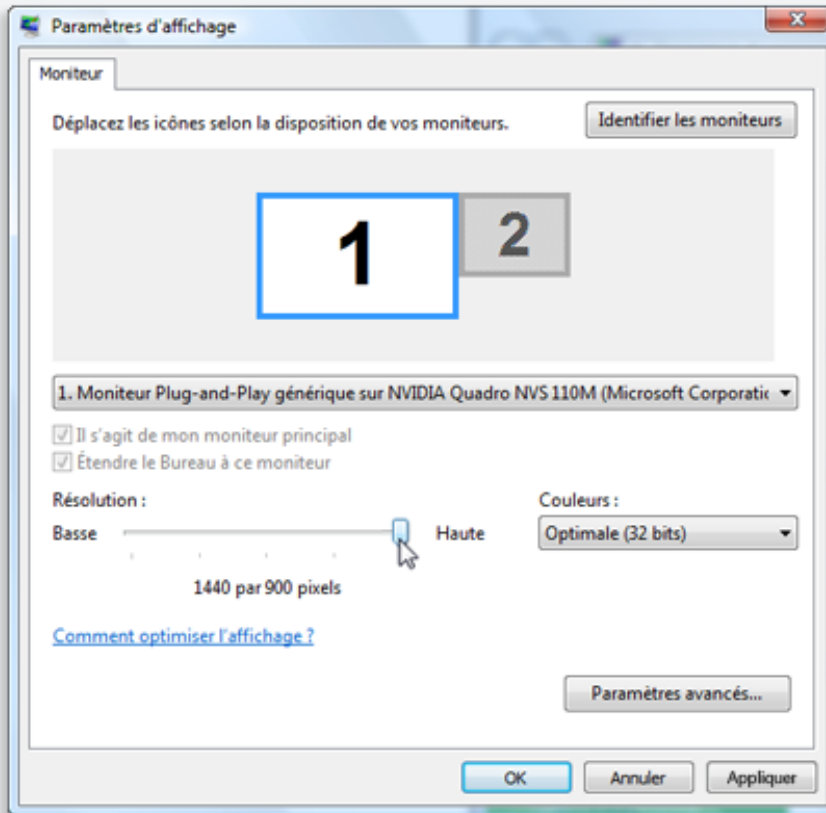 Paramètres d'affichage
Moniteur
Déplacez les icônes selon la disposition de vos moniteurs.
Identifier les moniteurs
1
2
1. Moniteur Plug-and-Play générique sur NVIDIA Quadro NVS 110M (Microsoft Corporatic
Il s'agit de mon moniteur principal
Étendre le Bureau à ce moniteur
Résolution :
Couleurs :
Basse
Haute
Optimale (32 bits)
1440 par 900 pixels
Comment optimiser l'affichage ?
Paramètres avancés...
OK
Annuler
Appliquer